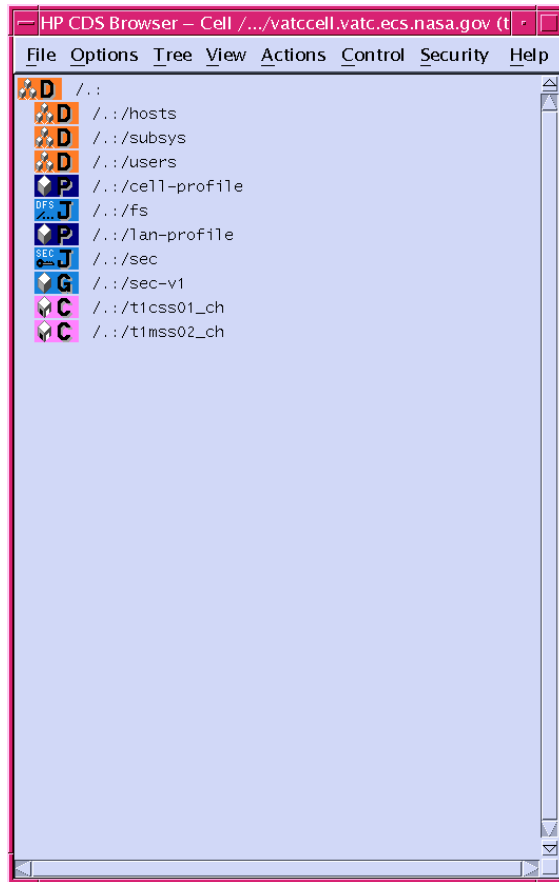 HP CDS Browser – Cell /.../vatccell.vatc.ecs.nasa.gov (t
File Options Tree View Actions Control Security Help
D /.:
D /.:/hosts
D /.:/subsys
D /.:/users
P /.:/cell-profile
DFS /... J /.:/fs
P /.:/lan-profile
SEC J /.:/sec
G /.:/sec-v1
C /.:/t1css01_ch
C /.:/t1mss02_ch